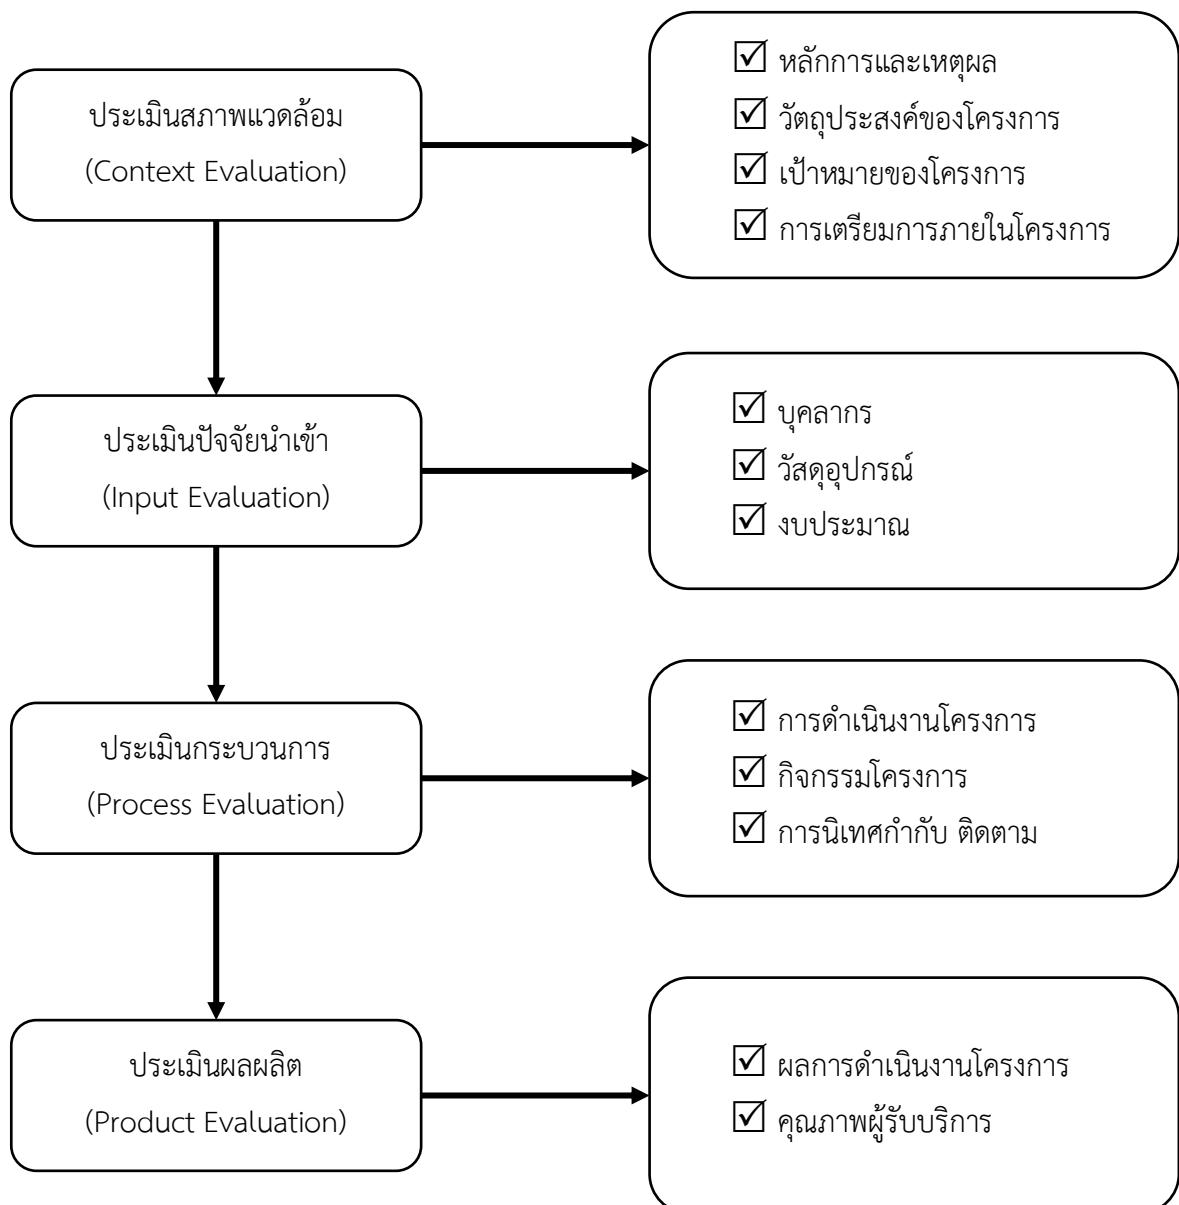 ประเมินสภาพแวดล้อม
(Context Evaluation)
☑ หลักการและเหตุผล
☑ วัตถุประสงค์ของโครงการ
☑ เป้าหมายของโครงการ
☑ การเตรียมการภายในโครงการ
ประเมินปัจจัยนำเข้า
(Input Evaluation)
☑ บุคลากร
☑ วัสดุอุปกรณ์
☑ งบประมาณ
ประเมินกระบวนการ
(Process Evaluation)
☑ การดำเนินงานโครงการ
☑ กิจกรรมโครงการ
☑ การนิเทศกำกับ ติดตาม
ประเมินผลผลิต
(Product Evaluation)
☑ ผลการดำเนินงานโครงการ
☑ คุณภาพผู้รับบริการ